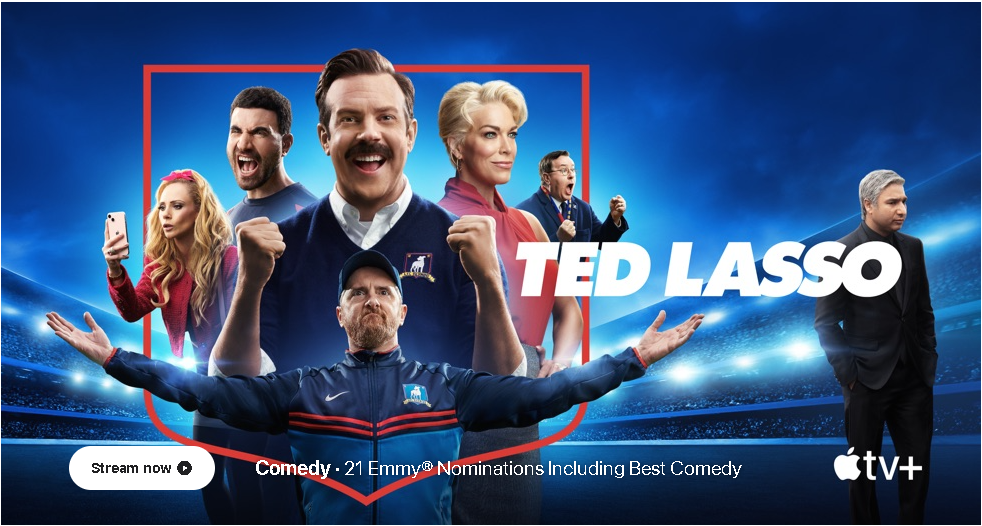 TED LASSO
Stream now
Comedy · 21 Emmy® Nominations Including Best Comedy
tv+